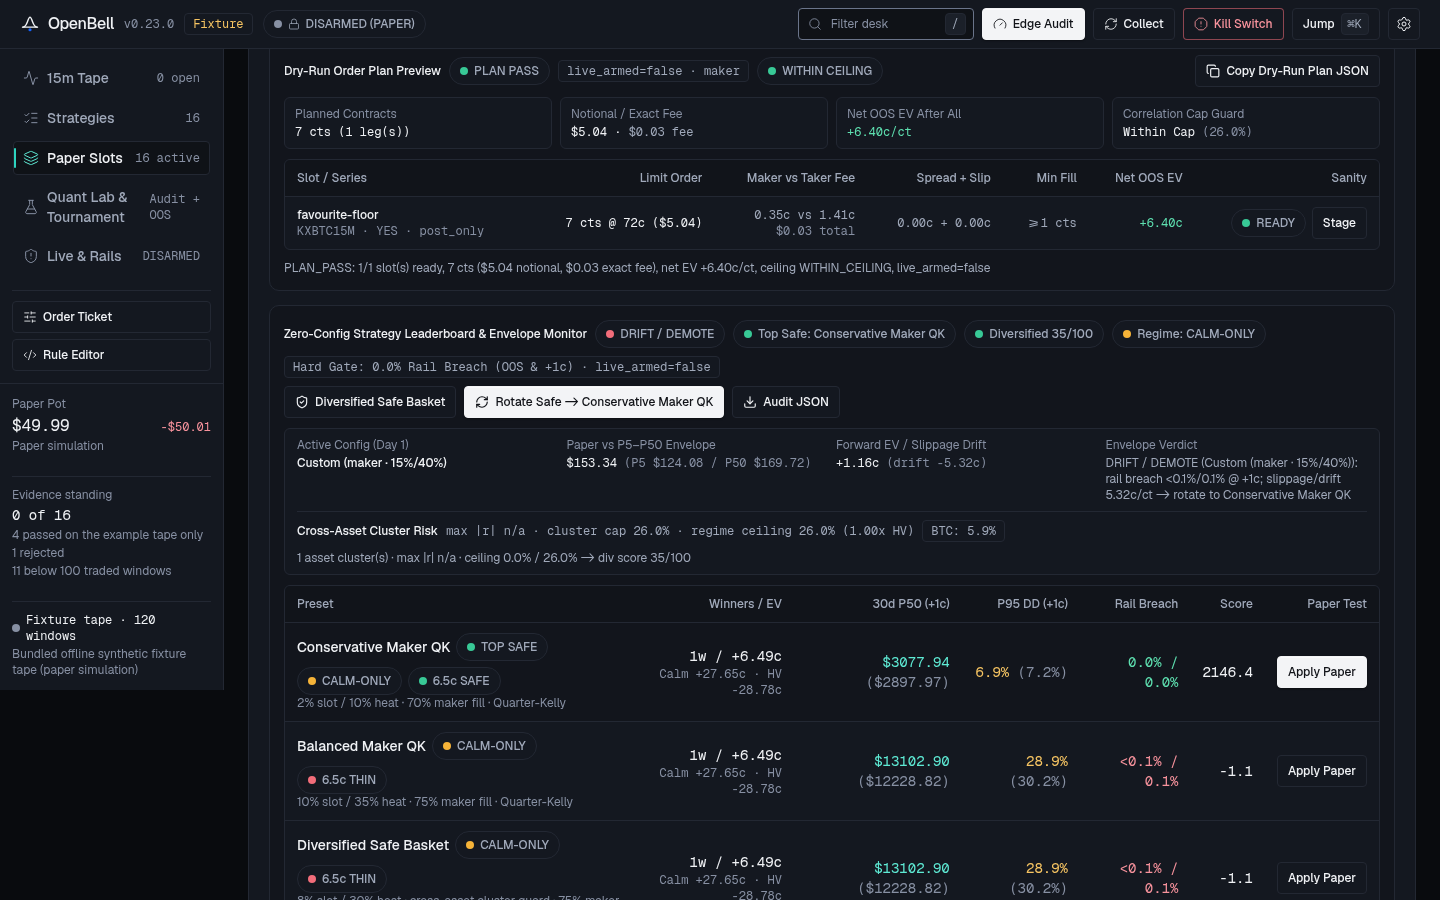 OpenBell v0.23.0 Fixture DISARMED (PAPER) Filter desk / Edge Audit Collect Kill Switch Jump ⌘K
15m Tape 0 open
Strategies 16
Paper Slots 16 active
Quant Lab & Tournament Audit + OOS
Live & Rails DISARMED
Order Ticket
Rule Editor
Paper Pot
$49.99 -$50.01
Paper simulation
Evidence standing
0 of 16
4 passed on the example tape only
1 rejected
11 below 100 traded windows
Fixture tape · 120
windows
Bundled offline synthetic fixture
tape (paper simulation)
Dry-Run Order Plan Preview PLAN PASS live_armed=false · maker WITHIN CEILING Copy Dry-Run Plan JSON
Planned Contracts
7 cts (1 leg(s))
Notional / Exact Fee
$5.04 · $0.03 fee
Net OOS EV After All
+6.40c/ct
Correlation Cap Guard
Within Cap (26.0%)
Slot / Series Limit Order Maker vs Taker Fee Spread + Slip Min Fill Net OOS EV Sanity
favourite-floor
KXBTC15M · YES · post_only
7 cts @ 72c ($5.04)
0.35c vs 1.41c
$0.03 total
0.00c + 0.00c
≥1 cts
+6.40c
READY Stage
PLAN_PASS: 1/1 slot(s) ready, 7 cts ($5.04 notional, $0.03 exact fee), net EV +6.40c/ct, ceiling WITHIN_CEILING, live_armed=false
Zero-Config Strategy Leaderboard & Envelope Monitor DRIFT / DEMOTE Top Safe: Conservative Maker QK Diversified 35/100 Regime: CALM-ONLY
Hard Gate: 0.0% Rail Breach (OOS & +1c) · live_armed=false
Diversified Safe Basket Rotate Safe -> Conservative Maker QK Audit JSON
Active Config (Day 1)
Custom (maker · 15%/40%)
Paper vs P5–P50 Envelope
$153.34 (P5 $124.08 / P50 $169.72)
Forward EV / Slippage Drift
+1.16c (drift -5.32c)
Envelope Verdict
DRIFT / DEMOTE (Custom (maker · 15%/40%)):
rail breach <0.1%/0.1% @ +1c; slippage/drift
5.32c/ct -> rotate to Conservative Maker QK
Cross-Asset Cluster Risk max |r| n/a · cluster cap 26.0% · regime ceiling 26.0% (1.00x HV) BTC: 5.9%
1 asset cluster(s) · max |r| n/a · ceiling 0.0% / 26.0% -> div score 35/100
Preset Winners / EV 30d P50 (+1c) P95 DD (+1c) Rail Breach Score Paper Test
Conservative Maker QK TOP SAFE
CALM-ONLY 6.5c SAFE
2% slot / 10% heat · 70% maker fill · Quarter-Kelly
1w / +6.49c
Calm +27.65c · HV
-28.78c
$3077.94
($2897.97)
6.9% (7.2%)
0.0% /
0.0%
2146.4
Apply Paper
Balanced Maker QK CALM-ONLY
6.5c THIN
10% slot / 35% heat · 75% maker fill · Quarter-Kelly
1w / +6.49c
Calm +27.65c · HV
-28.78c
$13102.90
($12228.82)
28.9%
(30.2%)
<0.1% /
0.1%
-1.1
Apply Paper
Diversified Safe Basket CALM-ONLY
6.5c THIN
8% slot / 30% heat · cross-asset cluster guard · 75% maker
1w / +6.49c
Calm +27.65c · HV
-28.78c
$13102.90
($12228.82)
28.9%
(30.2%)
<0.1% /
0.1%
-1.1
Apply Paper